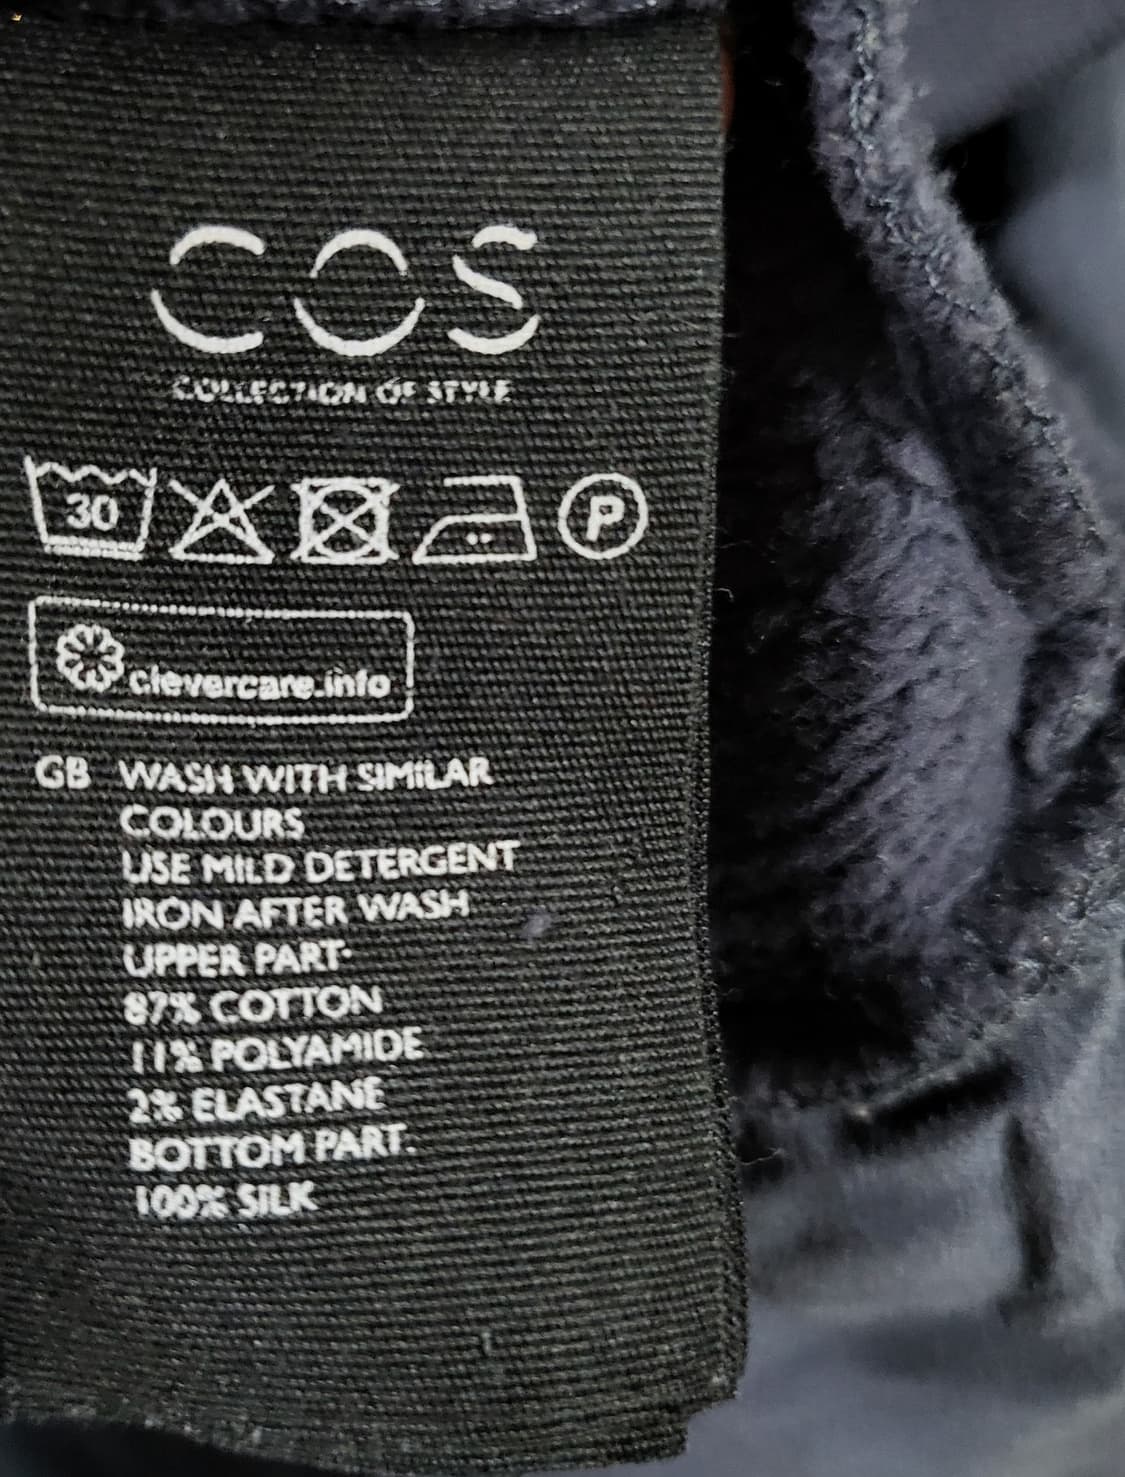 COS
COLLECTION OF STYLE
30
P
clevercare.info
GB WASH WITH SIMILAR
COLOURS
USE MILD DETERGENT
IRON AFTER WASH
UPPER PART:
87% COTTON
11% POLYAMIDE
2% ELASTANE
BOTTOM PART:
100% SILK